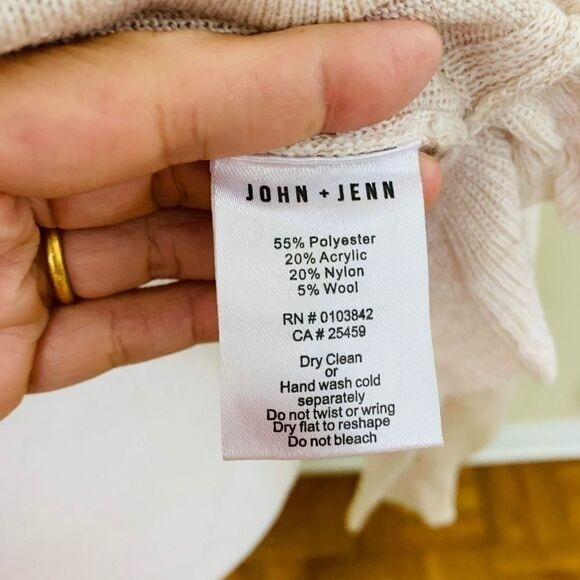 JOHN + JENN
55% Polyester
20% Acrylic
20% Nylon
5% Wool
RN # 0103842
CA # 25459
Dry Clean
or
Hand wash cold
separately
Do not twist or wring
Dry flat to reshape
Do not bleach